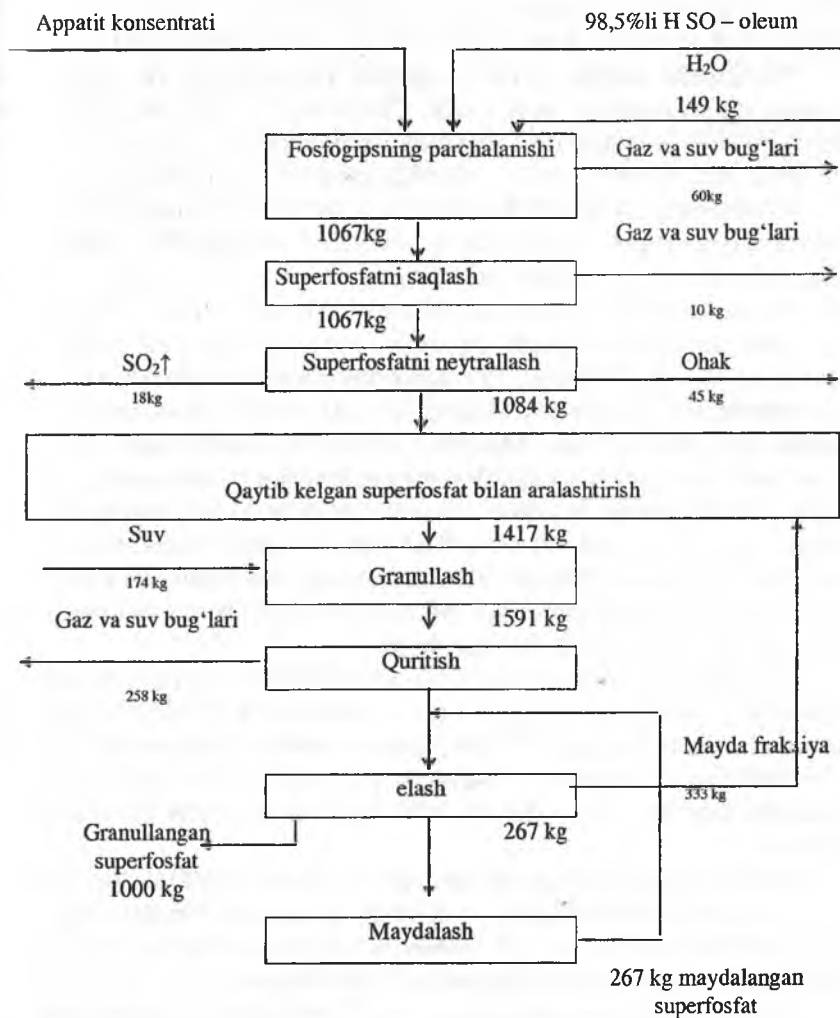 Appatit konsentrati
98,5%li H SO – oleum
H₂O
149 kg
Fosfogipsning parchalanishi
Gaz va suv bug‘lari
60kg
1067kg
Gaz va suv bug‘lari
Superfosfatni saqlash
10 kg
1067kg
SO₂↑
Superfosfatni neytrallash
Ohak
18kg
1084 kg
45 kg
Qaytib kelgan superfosfat bilan aralashtirish
Suv
1417 kg
174 kg
Granullash
Gaz va suv bug‘lari
1591 kg
Quritish
258 kg
Mayda fraksiya
elash
333 kg
Granullangan
superfosfat
1000 kg
267 kg
Maydalash
267 kg maydalangan
superfosfat